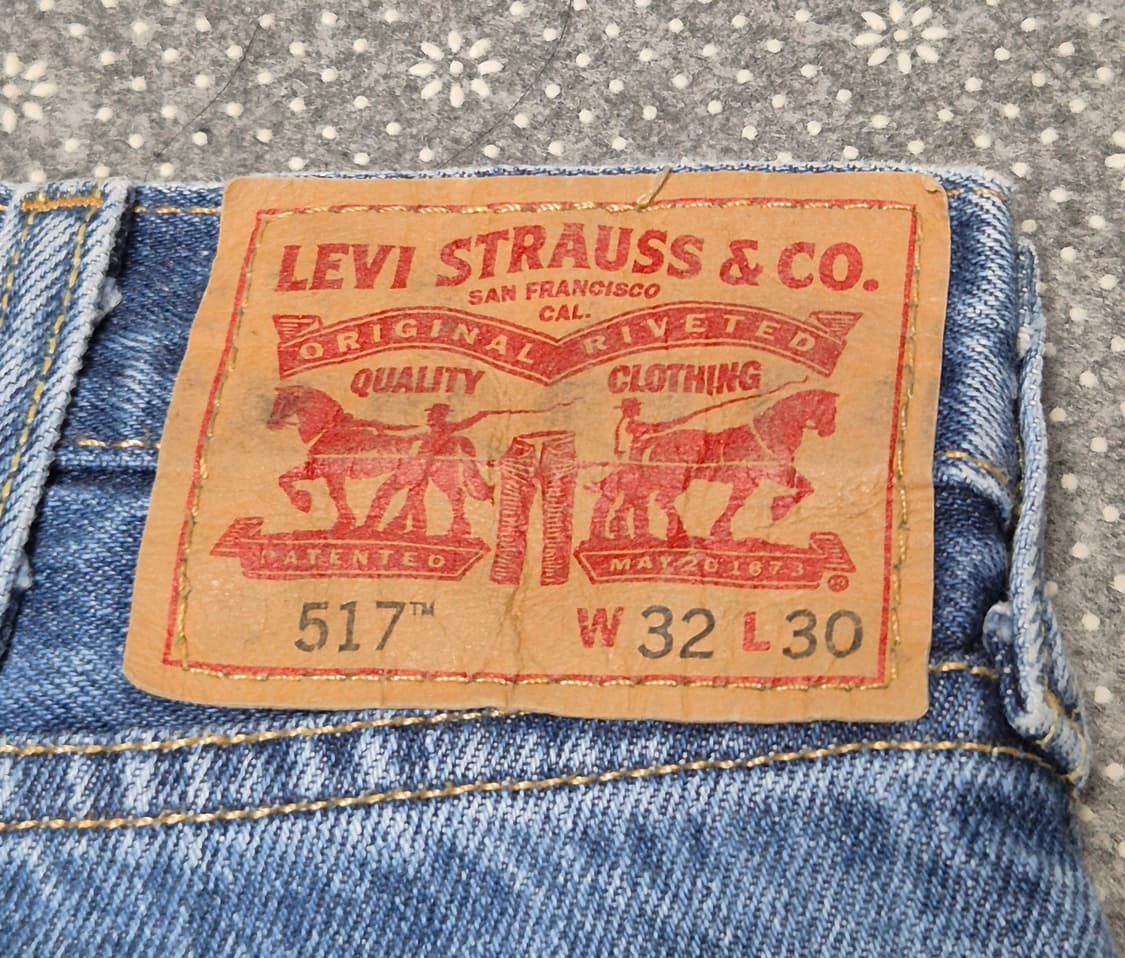 LEVI STRAUSS & CO.
SAN FRANCISCO
CAL.
ORIGINAL RIVETED
QUALITY CLOTHING
PATENTED MAY 20 1873 ®
517™ W 32 L 30